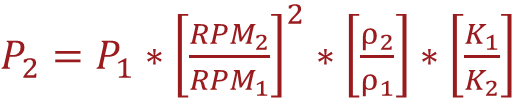 P₂ = P₁ * [RPM₂/RPM₁]² * [ρ₂/ρ₁] * [K₁/K₂]